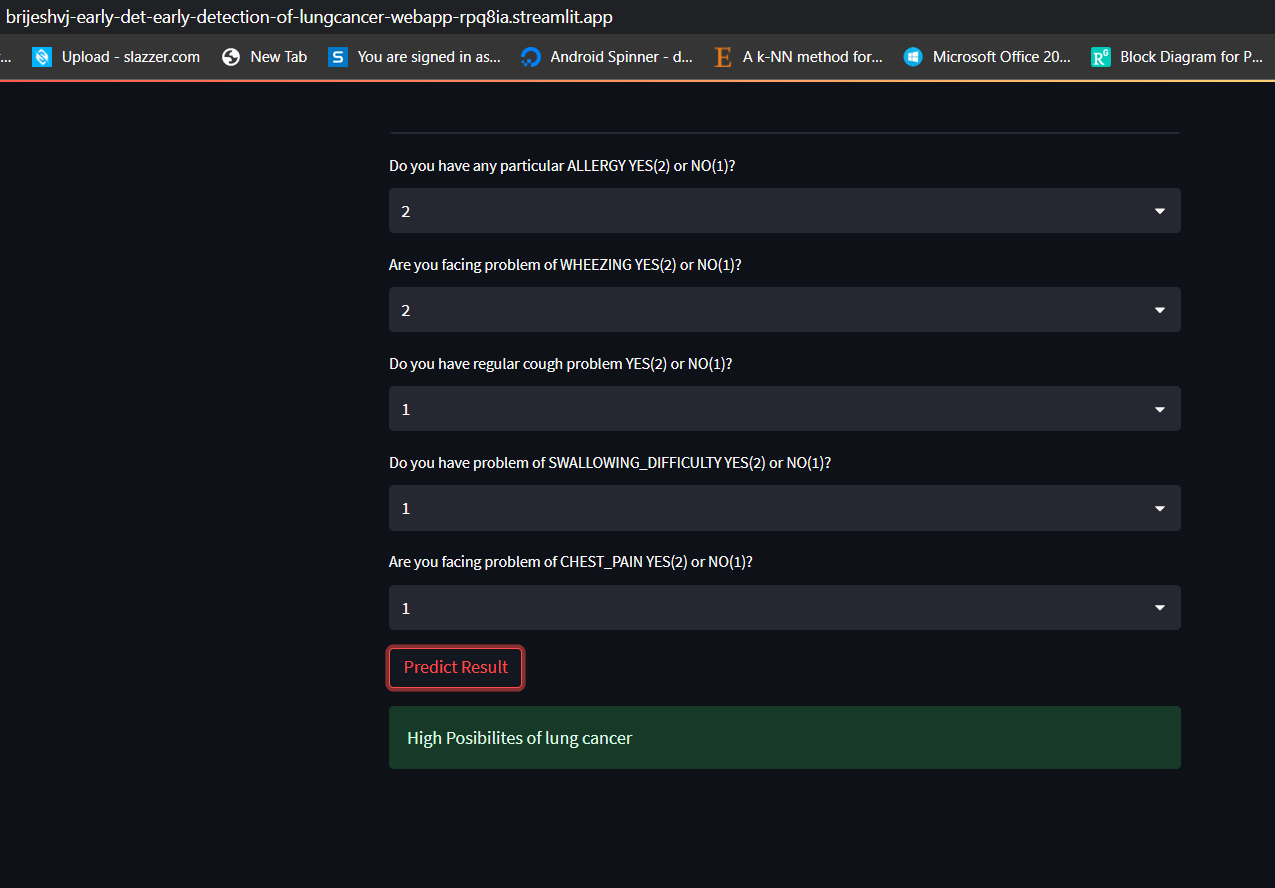 brijeshvj-early-det-early-detection-of-lungcancer-webapp-rpq8ia.streamlit.app
... Upload - slazzer.com New Tab S You are signed in as... Android Spinner - d... E A k-NN method for... Microsoft Office 20... R^G Block Diagram for P...
Do you have any particular ALLERGY YES(2) or NO(1)?
2
Are you facing problem of WHEEZING YES(2) or NO(1)?
2
Do you have regular cough problem YES(2) or NO(1)?
1
Do you have problem of SWALLOWING_DIFFICULTY YES(2) or NO(1)?
1
Are you facing problem of CHEST_PAIN YES(2) or NO(1)?
1
Predict Result
High Posibilites of lung cancer